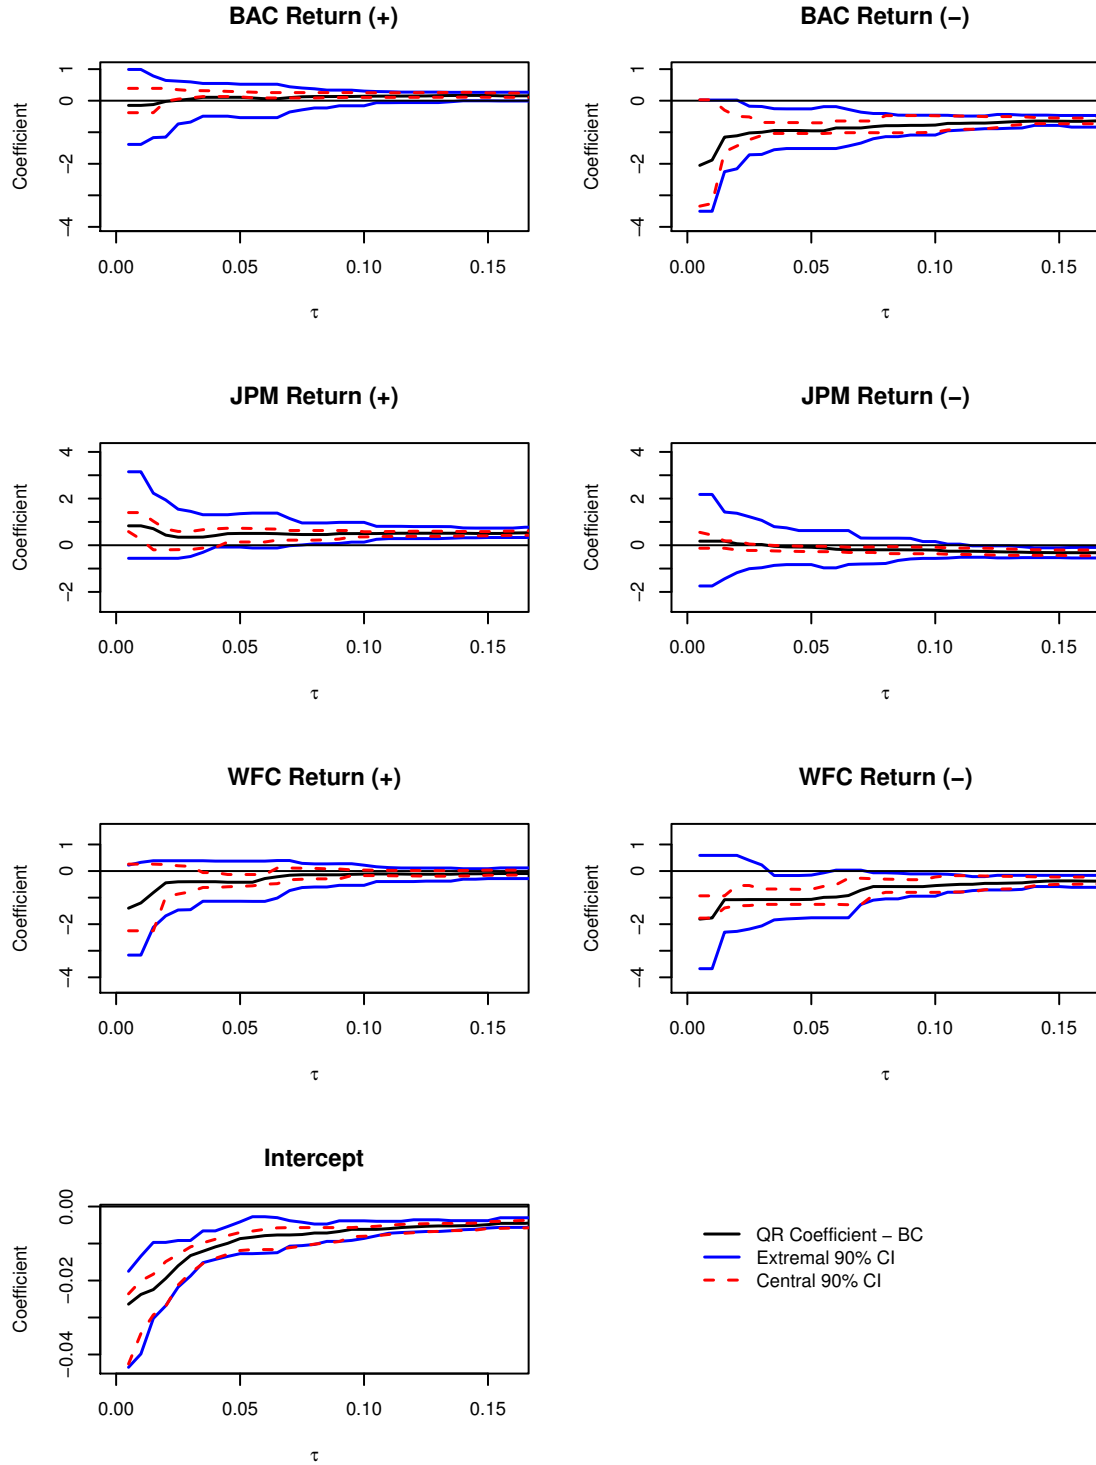 BAC Return (+)
Coefficient
1
0
−2
−4
0.00 0.05 0.10 0.15
τ
BAC Return (−)
Coefficient
1
0
−2
−4
0.00 0.05 0.10 0.15
τ
JPM Return (+)
Coefficient
4
2
0
−2
0.00 0.05 0.10 0.15
τ
JPM Return (−)
Coefficient
4
2
0
−2
0.00 0.05 0.10 0.15
τ
WFC Return (+)
Coefficient
1
0
−2
−4
0.00 0.05 0.10 0.15
τ
WFC Return (−)
Coefficient
1
0
−2
−4
0.00 0.05 0.10 0.15
τ
Intercept
Coefficient
0.00
−0.02
−0.04
0.00 0.05 0.10 0.15
τ
QR Coefficient − BC
Extremal 90% CI
Central 90% CI